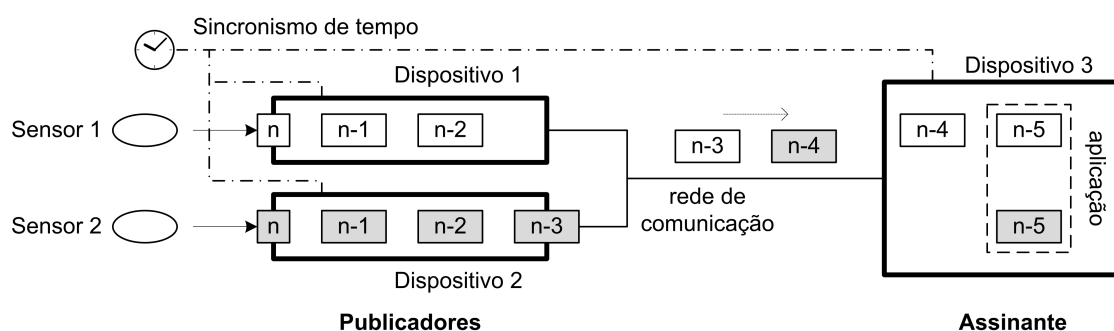 Sincronismo de tempo
Dispositivo 1
Dispositivo 3
Sensor 1
n
n-1
n-2
n-3
n-4
n-4
n-5
aplicação
rede de
comunicação
Sensor 2
n
n-1
n-2
n-3
n-5
Dispositivo 2
Publicadores
Assinante